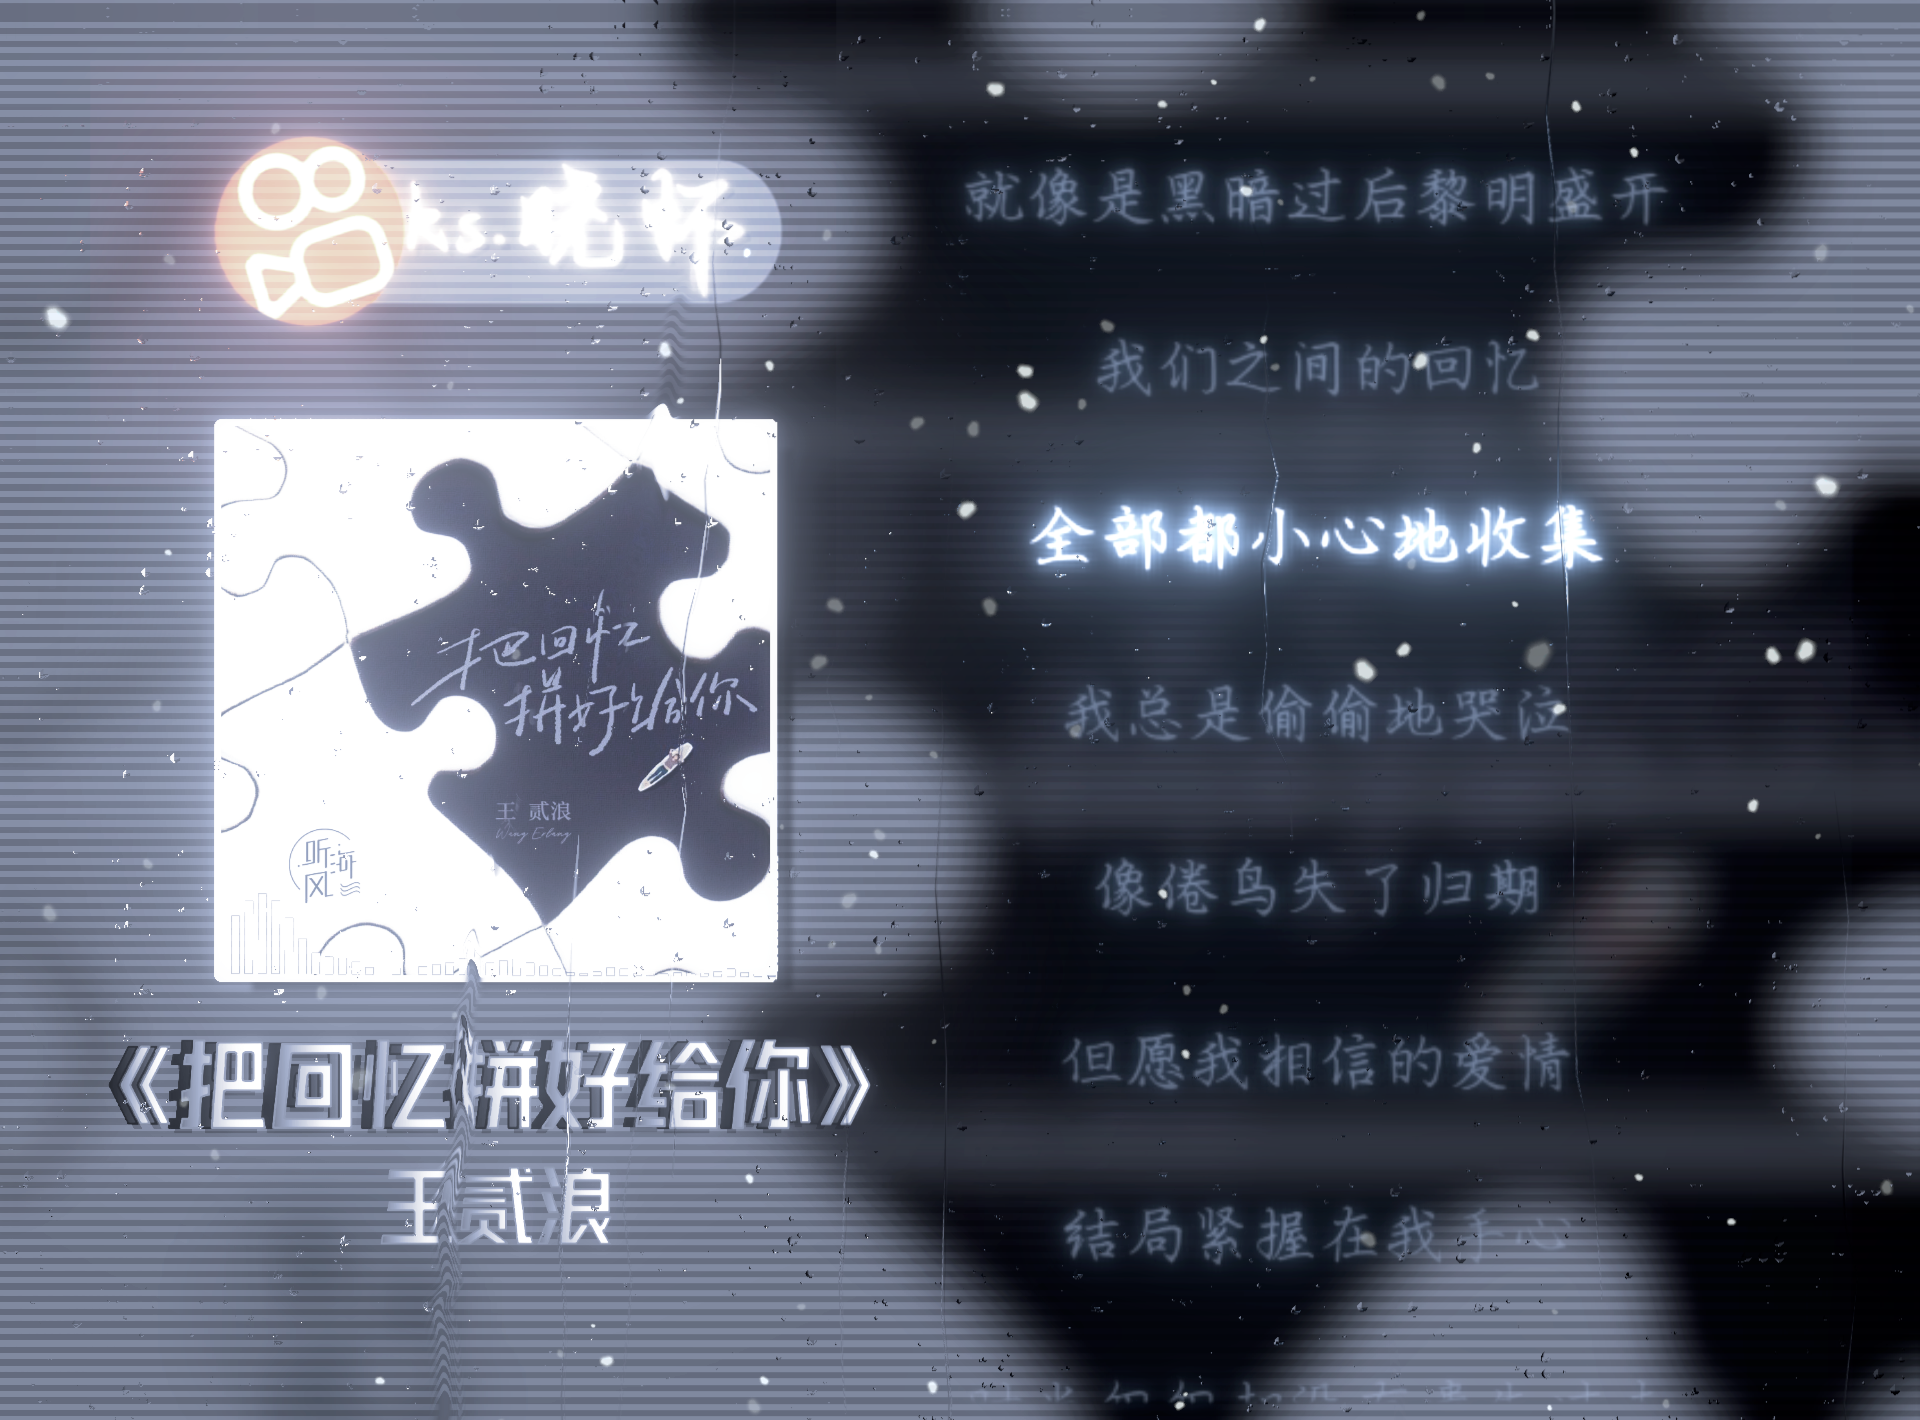 ks.晓怀
把回忆
拼好给你
王贰浪
Wang Erlang
听海风
《把回忆拼好给你》
王贰浪
就像是黑暗过后黎明盛开
我们之间的回忆
全部都小心地收集
我总是偷偷地哭泣
像倦鸟失了归期
但愿我相信的爱情
结局紧握在我手心